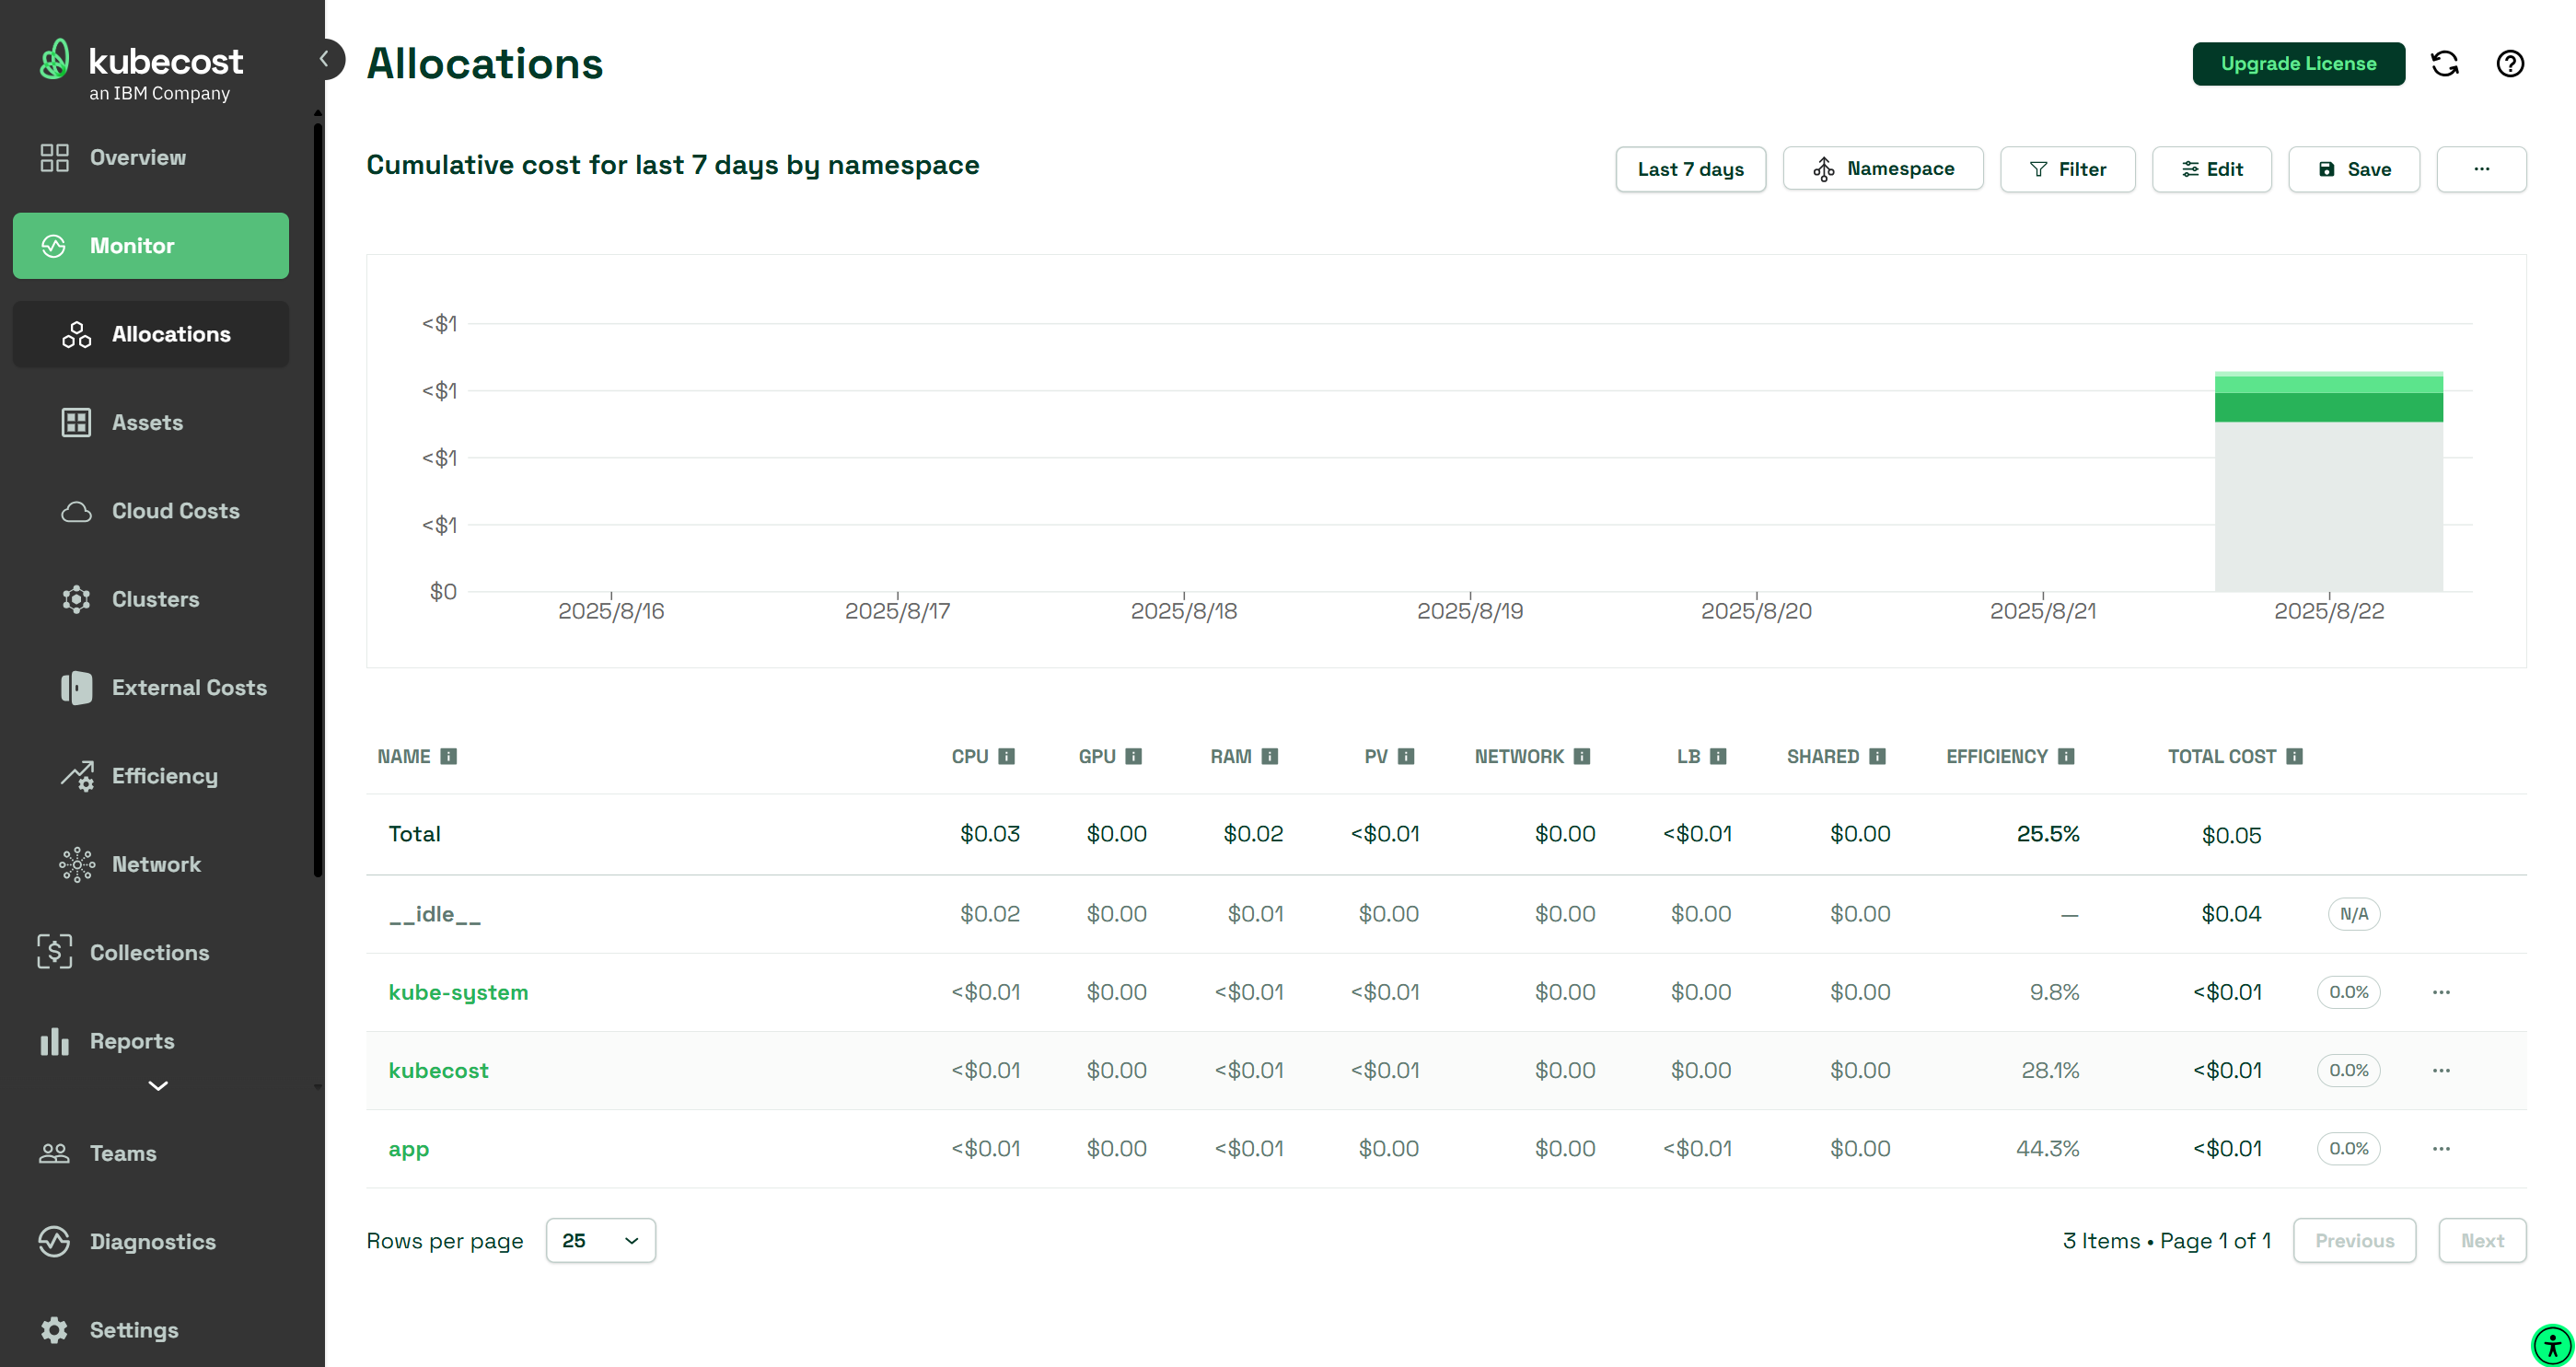 kubecost
an IBM Company
Overview
Monitor
Allocations
Assets
Cloud Costs
Clusters
External Costs
Efficiency
Network
Collections
Reports
Teams
Diagnostics
Settings
Allocations
Upgrade License
Cumulative cost for last 7 days by namespace
Last 7 days Namespace Filter Edit Save ...
<$1
<$1
<$1
<$1
$0
2025/8/16 2025/8/17 2025/8/18 2025/8/19 2025/8/20 2025/8/21 2025/8/22
NAME CPU GPU RAM PV NETWORK LB SHARED EFFICIENCY TOTAL COST
Total $0.03 $0.00 $0.02 <$0.01 $0.00 <$0.01 $0.00 25.5% $0.05
__idle__ $0.02 $0.00 $0.01 $0.00 $0.00 $0.00 $0.00 — $0.04 N/A
kube-system <$0.01 $0.00 <$0.01 <$0.01 $0.00 $0.00 $0.00 9.8% <$0.01 0.0% ...
kubecost <$0.01 $0.00 <$0.01 <$0.01 $0.00 $0.00 $0.00 28.1% <$0.01 0.0% ...
app <$0.01 $0.00 <$0.01 $0.00 $0.00 <$0.01 $0.00 44.3% <$0.01 0.0% ...
Rows per page 25 3 Items • Page 1 of 1 Previous Next